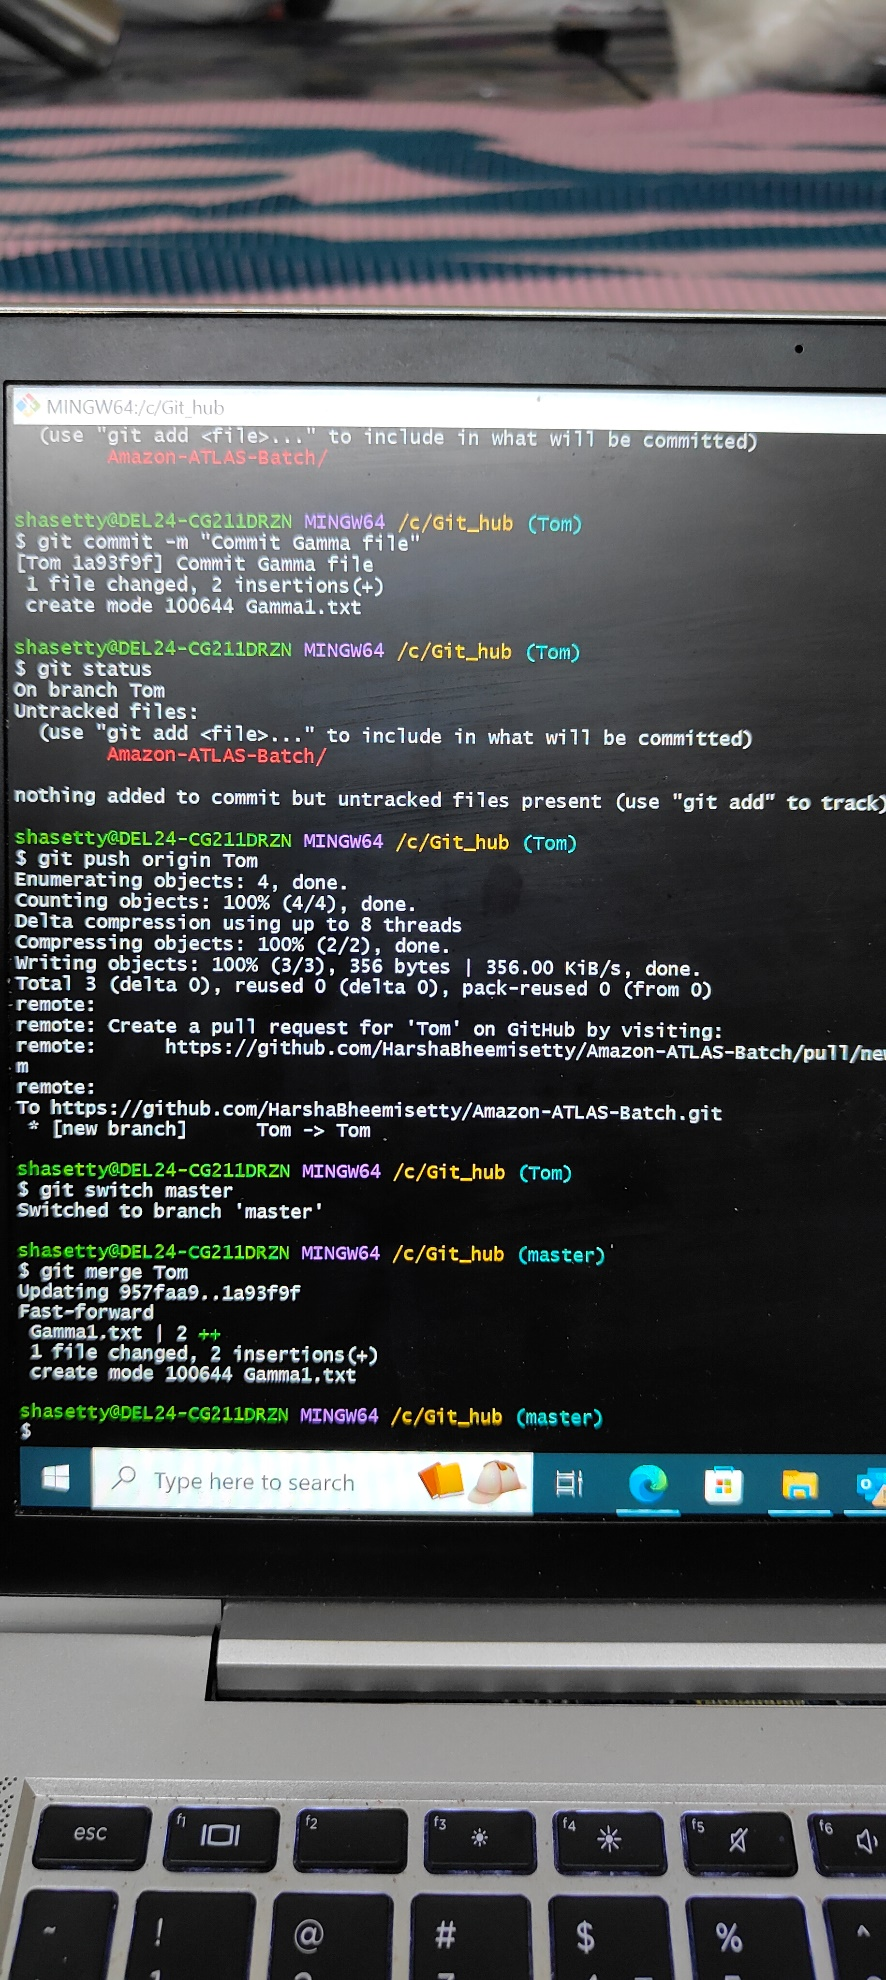 MINGW64:/c/Git_hub
(use "git add <file>..." to include in what will be committed)
Amazon-ATLAS-Batch/
shasetty@DEL24-CG211DRZN MINGW64 /c/Git_hub (Tom)
$ git commit -m "Commit Gamma file"
[Tom 1a93f9f] Commit Gamma file
1 file changed, 2 insertions(+)
create mode 100644 Gamma1.txt
shasetty@DEL24-CG211DRZN MINGW64 /c/Git_hub (Tom)
$ git status
On branch Tom
Untracked files:
(use "git add <file>..." to include in what will be committed)
Amazon-ATLAS-Batch/
nothing added to commit but untracked files present (use "git add" to track)
shasetty@DEL24-CG211DRZN MINGW64 /c/Git_hub (Tom)
$ git push origin Tom
Enumerating objects: 4, done.
Counting objects: 100% (4/4), done.
Delta compression using up to 8 threads
Compressing objects: 100% (2/2), done.
Writing objects: 100% (3/3), 356 bytes | 356.00 KiB/s, done.
Total 3 (delta 0), reused 0 (delta 0), pack-reused 0 (from 0)
remote:
remote: Create a pull request for 'Tom' on GitHub by visiting:
remote: https://github.com/HarshaBheemisetty/Amazon-ATLAS-Batch/pull/new
m
remote:
To https://github.com/HarshaBheemisetty/Amazon-ATLAS-Batch.git
* [new branch] Tom -> Tom
shasetty@DEL24-CG211DRZN MINGW64 /c/Git_hub (Tom)
$ git switch master
Switched to branch 'master'
shasetty@DEL24-CG211DRZN MINGW64 /c/Git_hub (master)
$ git merge Tom
Updating 957faa9..1a93f9f
Fast-forward
Gamma1.txt | 2 ++
1 file changed, 2 insertions(+)
create mode 100644 Gamma1.txt
shasetty@DEL24-CG211DRZN MINGW64 /c/Git_hub (master)
$
Type here to search
esc f1 f2 f3 f4 f5 f6
~ ! @ # $ % ^